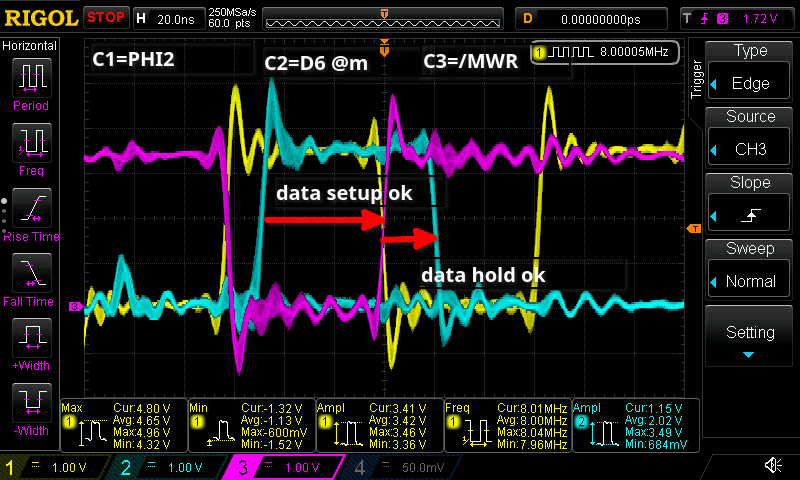 RIGOL STOP H 20.0ns 250MSa/s 60.0 pts D 0.00000000ps T 3 1.72 V
Horizontal
Period
Freq
Rise Time
Fall Time
+Width
-Width
C1=PHI2 C2=D6 @m C3=/MWR
1 8.00005MHz
data setup ok
data hold ok
T
3
Trigger
Type
Edge
Source
CH3
Slope
Sweep
Normal
Setting
Max
1
Cur:4.80 V
Avg:4.65 V
Max:4.96 V
Min:4.32 V
Min
1
Cur:-1.32 V
Avg:-1.13 V
Max:-600mV
Min:-1.52 V
Ampl
1
Cur:3.41 V
Avg:3.42 V
Max:3.46 V
Min:3.36 V
Freq
1
Cur:8.01MHz
Avg:8.00MHz
Max:8.04MHz
Min:7.96MHz
Ampl
2
Cur:1.15 V
Avg:2.02 V
Max:3.49 V
Min:684mV
1 1.00 V 2 1.00 V 3 1.00 V 4 50.0mV